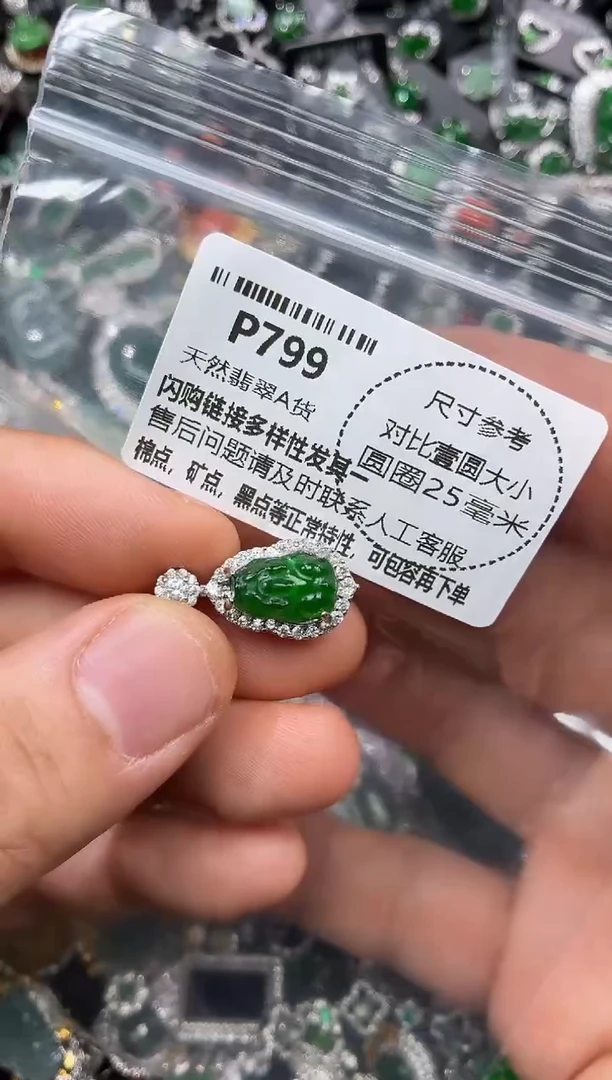 P799
天然翡翠A货
闪购链接多样性发其一
售后问题请及时联系人工客服
棉点，矿点，黑点等正常特性，可包容再下单
尺寸参考
对比壹圆大小
圆圈25毫米